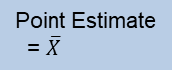 Point Estimate
= X̄